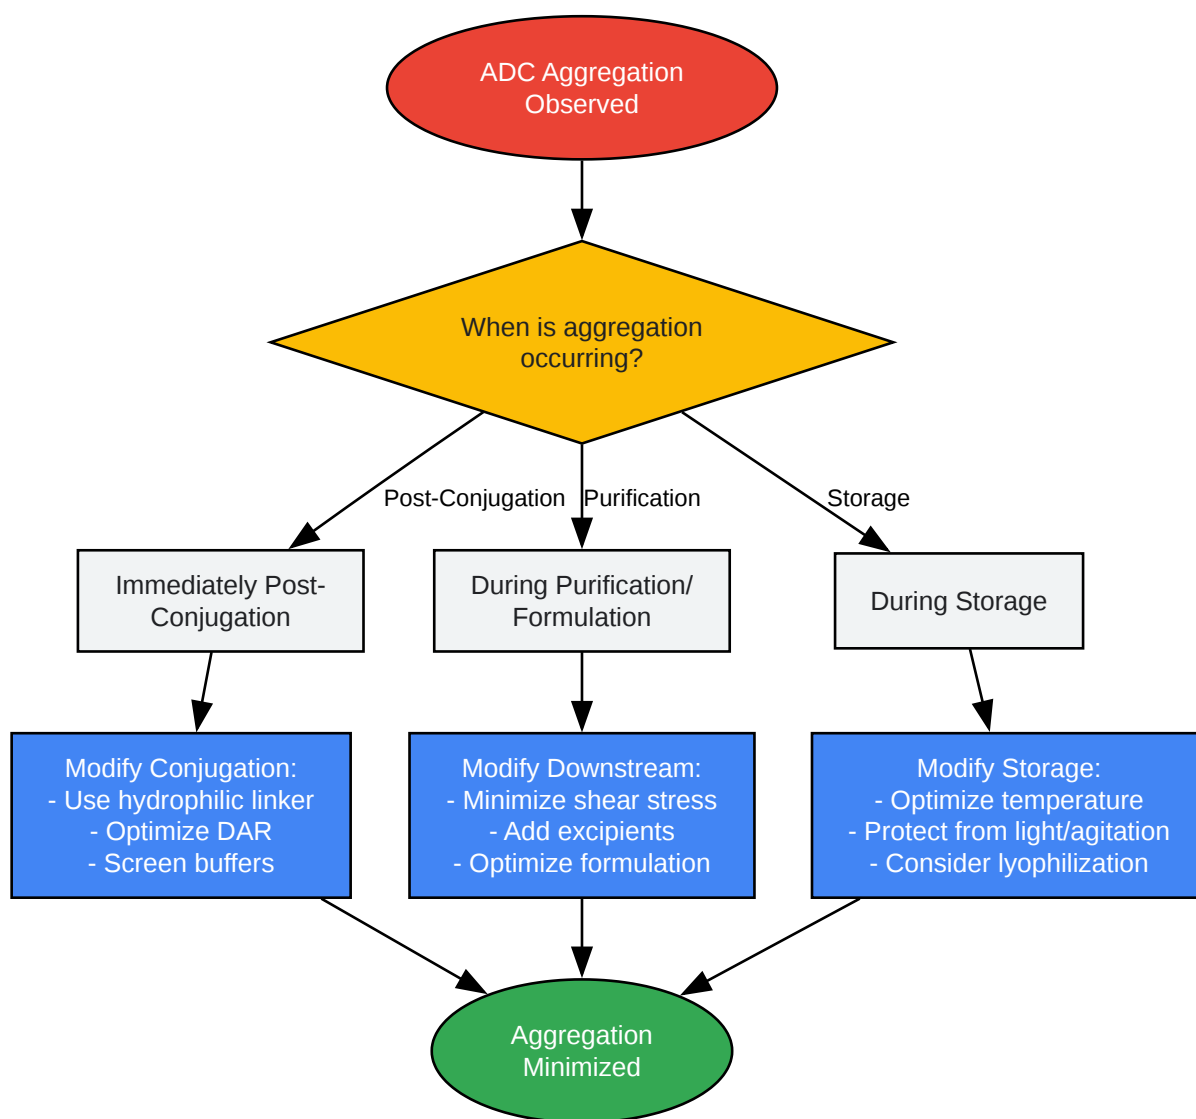 ADC Aggregation
Observed
When is aggregation
occurring?
Post-Conjugation
Purification
Storage
Immediately Post-
Conjugation
During Purification/
Formulation
During Storage
Modify Conjugation:
- Use hydrophilic linker
- Optimize DAR
- Screen buffers
Modify Downstream:
- Minimize shear stress
- Add excipients
- Optimize formulation
Modify Storage:
- Optimize temperature
- Protect from light/agitation
- Consider lyophilization
Aggregation
Minimized